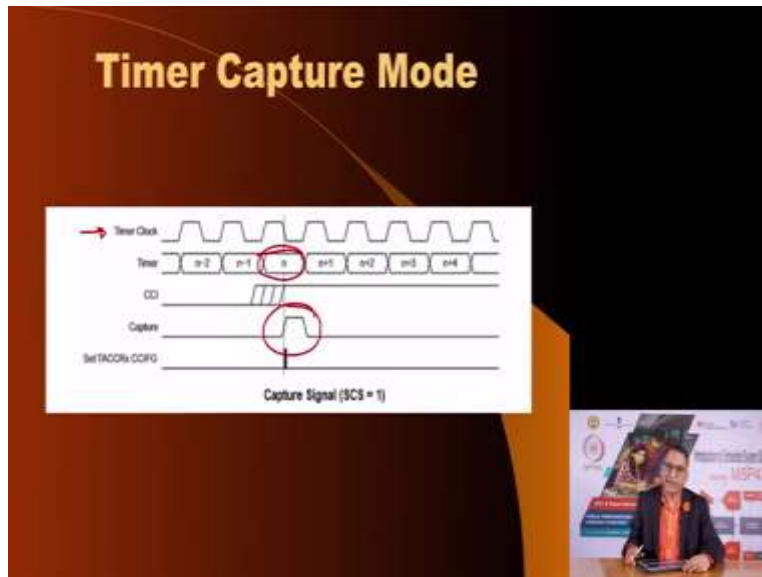 Timer Capture Mode
Timer Clock
Timer n-2 n-1 n n+1 n+2 n+3 n+4
CCI
Capture
Set TACCRx CCIFG
Capture Signal (SCS = 1)
MSP43